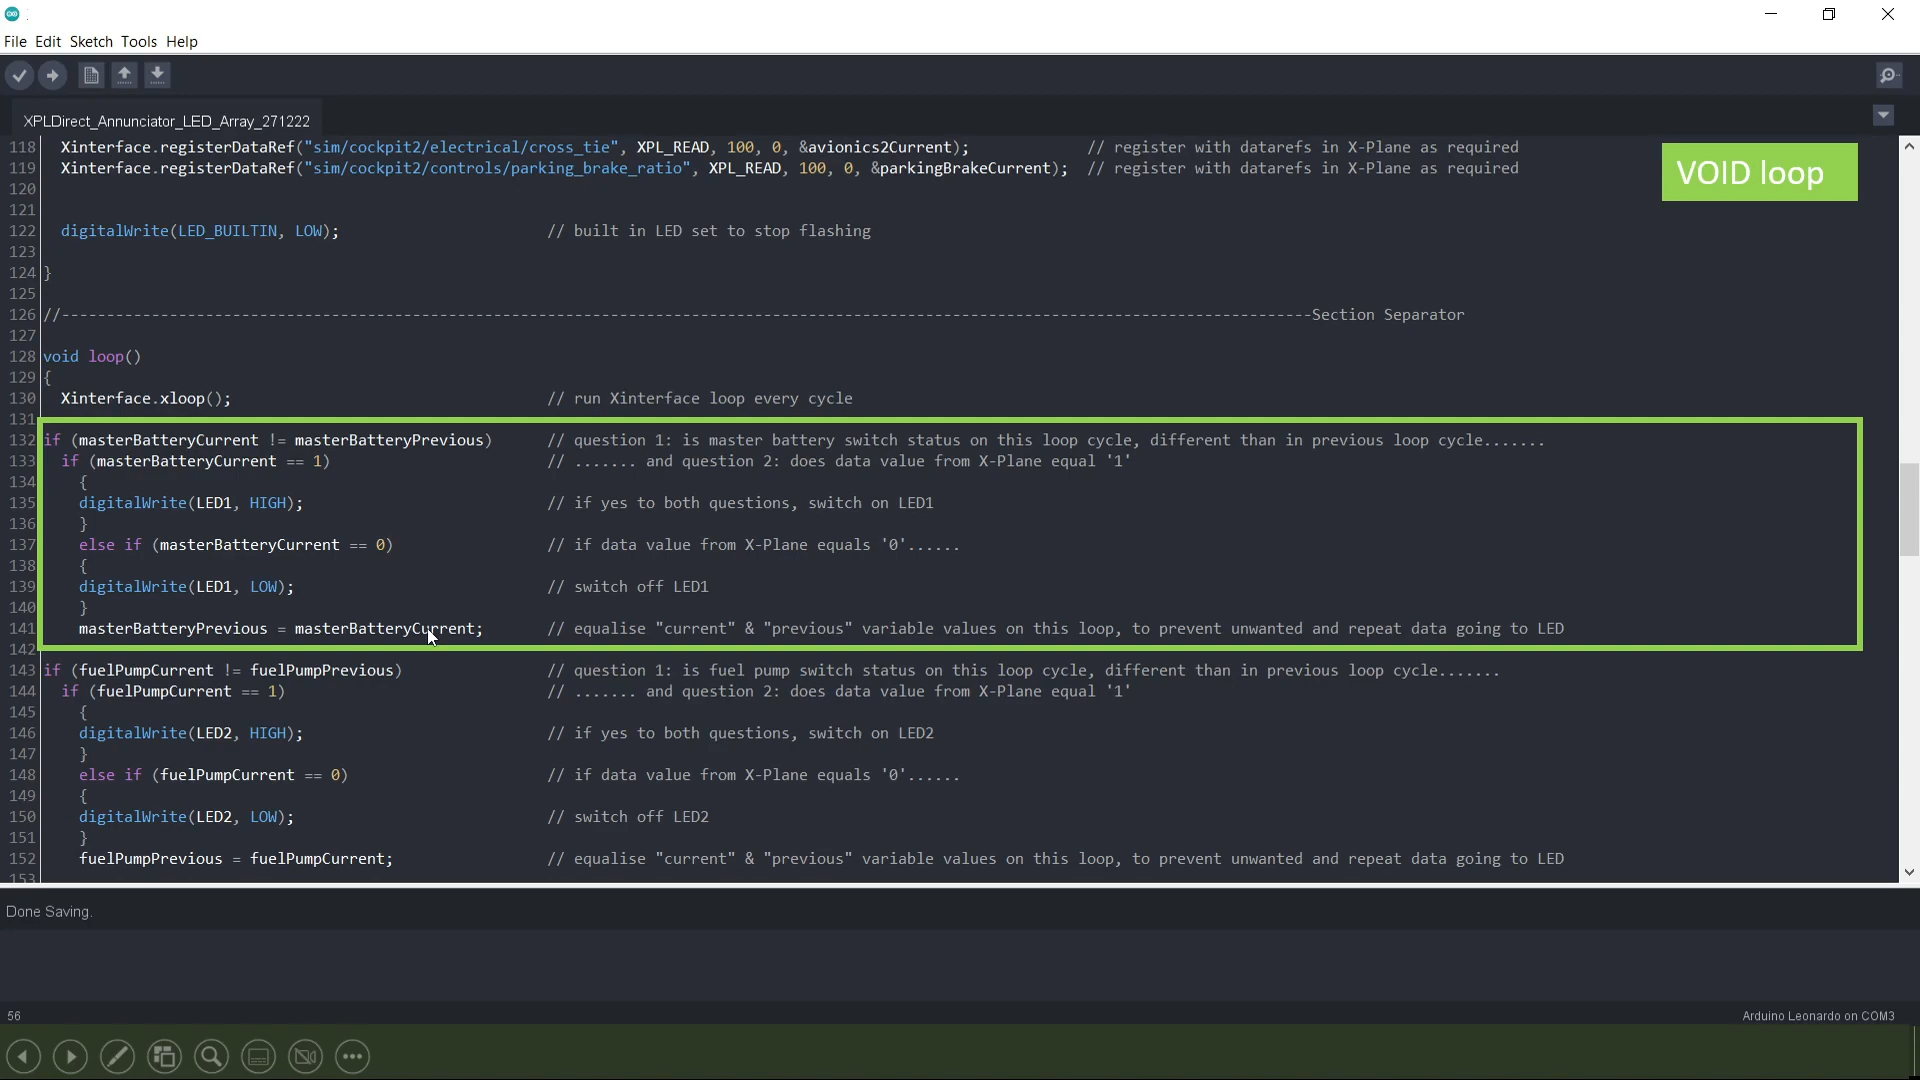 File Edit Sketch Tools Help
XPLDirect_Annunciator_LED_Array_271222
VOID loop
118 Xinterface.registerDataRef("sim/cockpit2/electrical/cross_tie", XPL_READ, 100, 0, &avionics2Current); // register with datarefs in X-Plane as required
119 Xinterface.registerDataRef("sim/cockpit2/controls/parking_brake_ratio", XPL_READ, 100, 0, &parkingBrakeCurrent); // register with datarefs in X-Plane as required
120
121
122 digitalWrite(LED_BUILTIN, LOW); // built in LED set to stop flashing
123
124 }
125
126 //-------------------------------------------------------------------------------------------------------------------------------------------Section Separator
127
128 void loop()
129 {
130 Xinterface.xloop(); // run Xinterface loop every cycle
131
132 if (masterBatteryCurrent != masterBatteryPrevious) // question 1: is master battery switch status on this loop cycle, different than in previous loop cycle.......
133 if (masterBatteryCurrent == 1) // ....... and question 2: does data value from X-Plane equal '1'
134 {
135 digitalWrite(LED1, HIGH); // if yes to both questions, switch on LED1
136 }
137 else if (masterBatteryCurrent == 0) // if data value from X-Plane equals '0'......
138 {
139 digitalWrite(LED1, LOW); // switch off LED1
140 }
141 masterBatteryPrevious = masterBatteryCurrent; // equalise "current" & "previous" variable values on this loop, to prevent unwanted and repeat data going to LED
142
143 if (fuelPumpCurrent != fuelPumpPrevious) // question 1: is fuel pump switch status on this loop cycle, different than in previous loop cycle.......
144 if (fuelPumpCurrent == 1) // ....... and question 2: does data value from X-Plane equal '1'
145 {
146 digitalWrite(LED2, HIGH); // if yes to both questions, switch on LED2
147 }
148 else if (fuelPumpCurrent == 0) // if data value from X-Plane equals '0'......
149 {
150 digitalWrite(LED2, LOW); // switch off LED2
151 }
152 fuelPumpPrevious = fuelPumpCurrent; // equalise "current" & "previous" variable values on this loop, to prevent unwanted and repeat data going to LED
153
Done Saving.
56 Arduino Leonardo on COM3